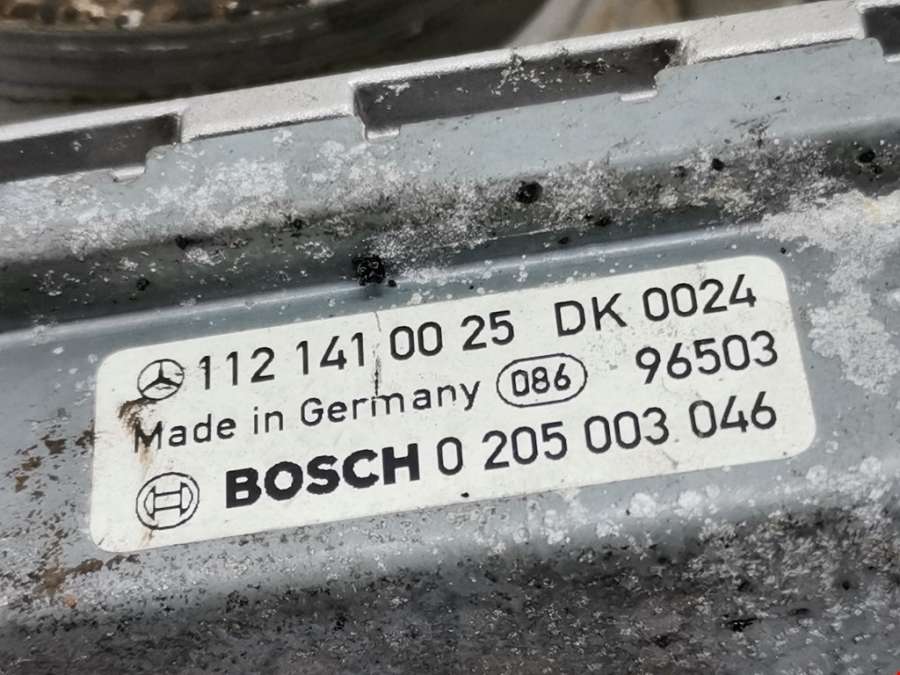 112 141 00 25 DK 0024
Made in Germany 086 96503
BOSCH 0 205 003 046